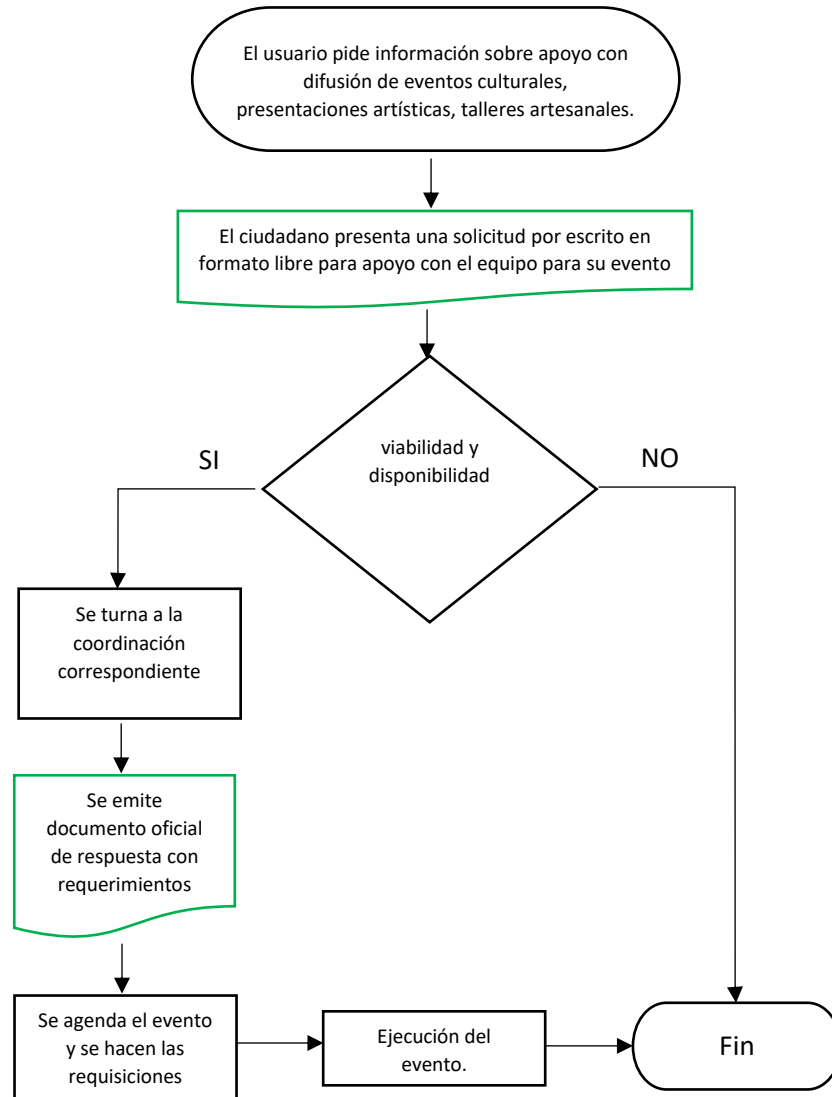 El usuario pide información sobre apoyo con
difusión de eventos culturales,
presentaciones artísticas, talleres artesanales.
El ciudadano presenta una solicitud por escrito en
formato libre para apoyo con el equipo para su evento
viabilidad y
disponibilidad
SI
NO
Se turna a la
coordinación
correspondiente
Se emite
documento oficial
de respuesta con
requerimientos
Se agenda el evento
y se hacen las
requisiciones
Ejecución del
evento.
Fin